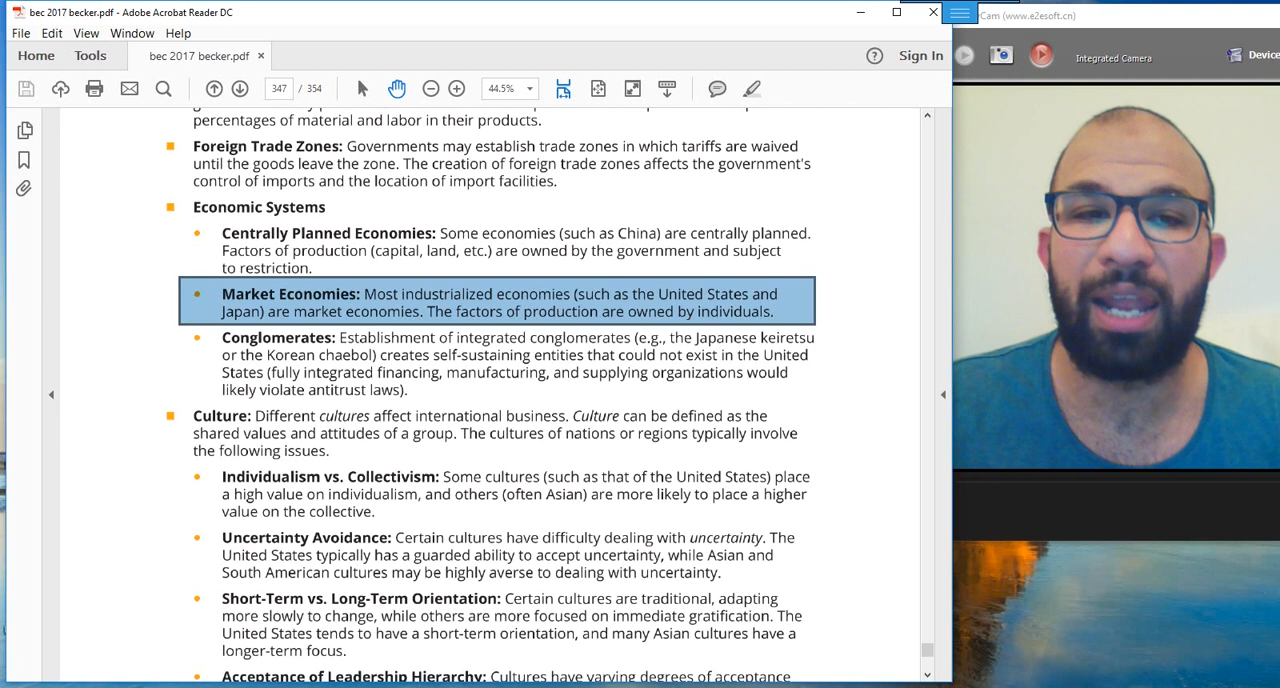 bec 2017 becker.pdf - Adobe Acrobat Reader DC
File Edit View Window Help
Home Tools bec 2017 becker.pdf × Sign In
347 / 354 44.5%
percentages of material and labor in their products.
Foreign Trade Zones: Governments may establish trade zones in which tariffs are waived
until the goods leave the zone. The creation of foreign trade zones affects the government's
control of imports and the location of import facilities.
Economic Systems
Centrally Planned Economies: Some economies (such as China) are centrally planned.
Factors of production (capital, land, etc.) are owned by the government and subject
to restriction.
Market Economies: Most industrialized economies (such as the United States and
Japan) are market economies. The factors of production are owned by individuals.
Conglomerates: Establishment of integrated conglomerates (e.g., the Japanese keiretsu
or the Korean chaebol) creates self-sustaining entities that could not exist in the United
States (fully integrated financing, manufacturing, and supplying organizations would
likely violate antitrust laws).
Culture: Different cultures affect international business. Culture can be defined as the
shared values and attitudes of a group. The cultures of nations or regions typically involve
the following issues.
Individualism vs. Collectivism: Some cultures (such as that of the United States) place
a high value on individualism, and others (often Asian) are more likely to place a higher
value on the collective.
Uncertainty Avoidance: Certain cultures have difficulty dealing with uncertainty. The
United States typically has a guarded ability to accept uncertainty, while Asian and
South American cultures may be highly averse to dealing with uncertainty.
Short-Term vs. Long-Term Orientation: Certain cultures are traditional, adapting
more slowly to change, while others are more focused on immediate gratification. The
United States tends to have a short-term orientation, and many Asian cultures have a
longer-term focus.
Acceptance of Leadership Hierarchy: Cultures have varying degrees of acceptance
Cam (www.e2esoft.cn)
Integrated Camera Device